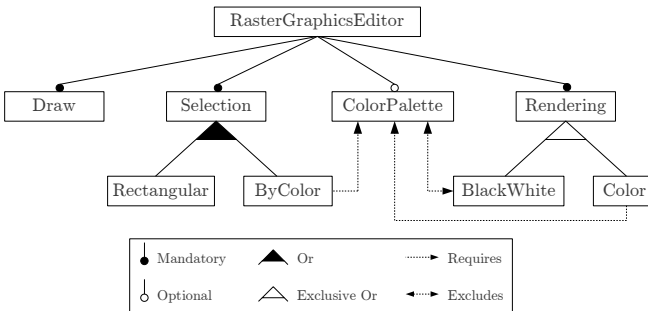 RasterGraphicsEditor
Draw
Selection
ColorPalette
Rendering
Rectangular
ByColor
BlackWhite
Color
Mandatory
Or
Requires
Optional
Exclusive Or
Excludes